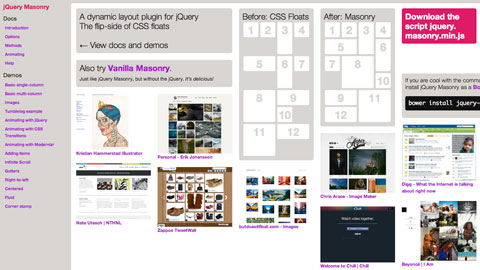 jQuery Masonry
Docs
Introduction
Options
Methods
Animating
Help
Demos
Basic single-column
Basic multi-column
Images
Tumblelog example
Animating with jQuery
Animating with CSS
Transitions
Animating with Modernizr
Adding items
Infinite Scroll
Gutters
Right-to-left
Centered
Fluid
Corner stamp
A dynamic layout plugin for jQuery
The flip-side of CSS floats
← View docs and demos
Also try Vanilla Masonry.
Just like jQuery Masonry, but without the jQuery. It's delicious!
Kristian Hammerstad Illustrator
Personal - Erik Johansson
Nate Utesch | NTHNL
Zappos TweetWall
Before: CSS Floats
1 2 3 4
5 6
7
8 9
10
11 12
butdoesitfloat.com - Images
After: Masonry
1 2 3 4
5 6
7 8
10
9
12 11
Chris Arase - Image Maker
Welcome to Chill | Chill
Download the
script jquery.
masonry.min.js
If you are cool with the comma
install jQuery Masonry as a Bo
bower install jquery-
Digg - What the Internet is talking
about right now
Beyoncé | I Am